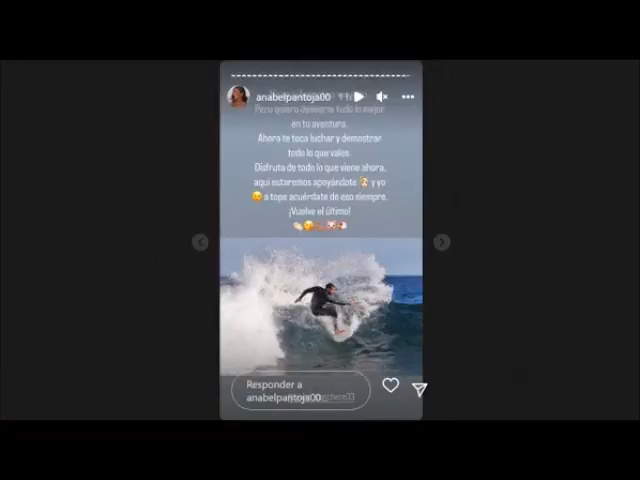 anabelpantoja00
Pero quiero desearte todo lo mejor
en tu aventura.
Ahora te toca luchar y demostrar
todo lo que vales.
Disfruta de todo lo que viene ahora,
aquí estaremos apoyándote 🐶 y yo
😉 a tope acuérdate de eso siempre.
¡Vuelve el último!
Responder a
anabelpantoja00